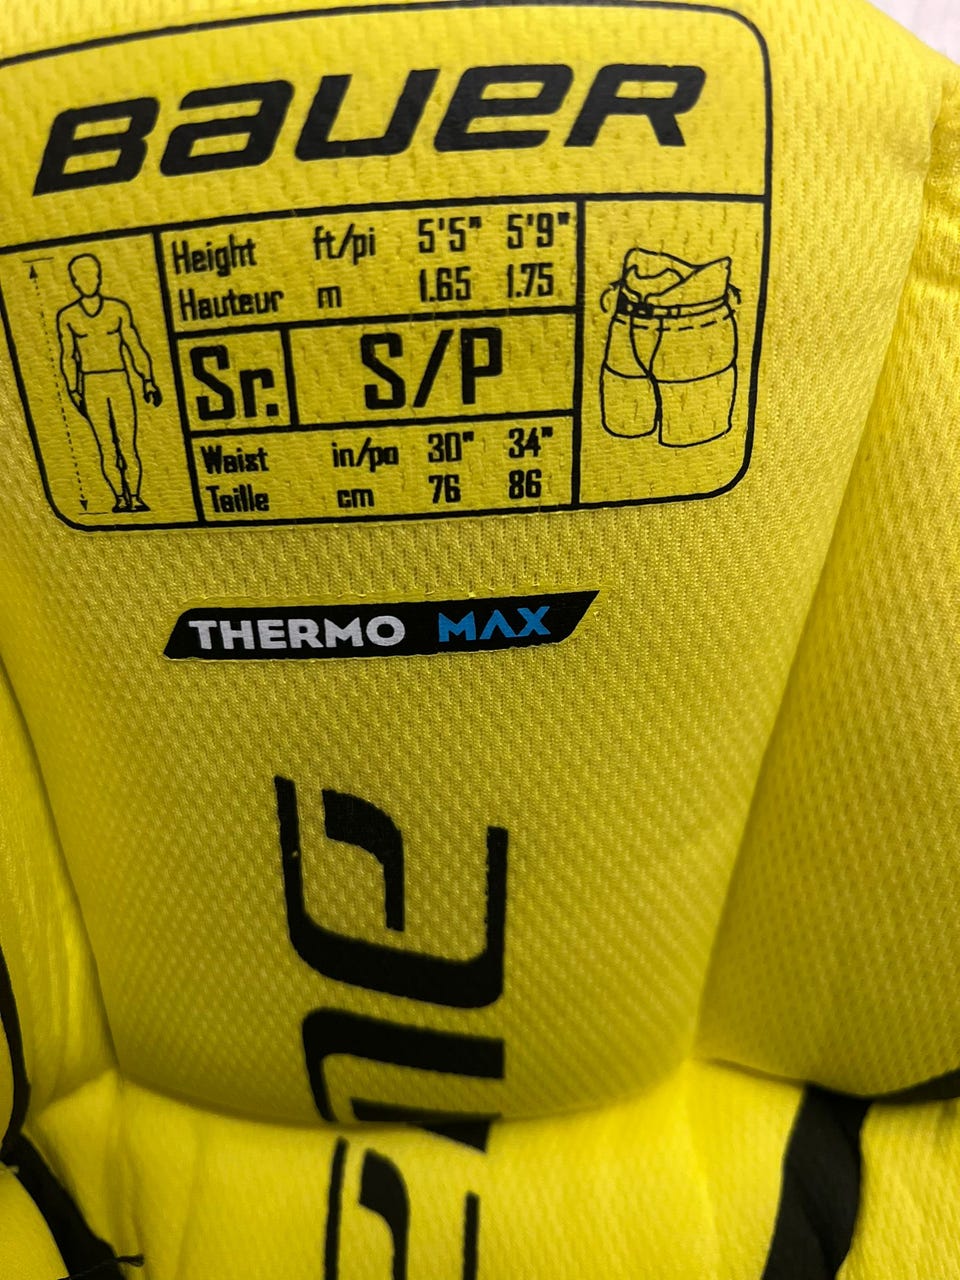 BAUER
Height ft/pi 5'5" 5'9"
Hauteur m 1.65 1.75
Sr. S/P
Waist in/po 30" 34"
Taille cm 76 86
THERMO MAX